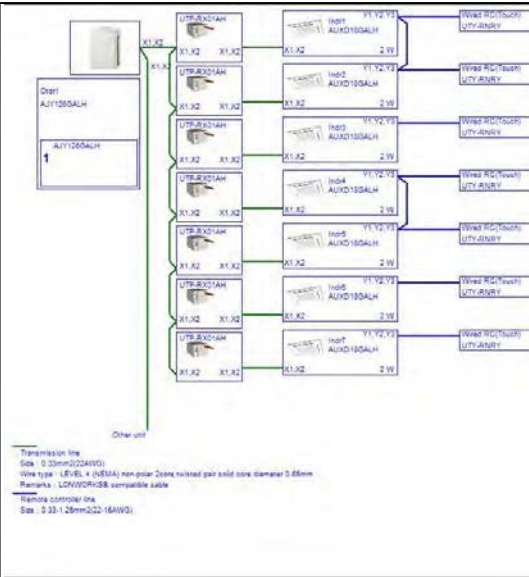 X1,X2
X1,X2
Otdr1
AJY126GALH
AJY126GALH
1
UTP-RX01AH
X1,X2 X1,X2
Indr1
AUXD18GALH
Y1,Y2,Y3
X1,X2 2 W
Wired RC(Touch)
UTY-RNRY
UTP-RX01AH
X1,X2 X1,X2
Indr2
AUXD18GALH
Y1,Y2,Y3
X1,X2 2 W
Wired RC(Touch)
UTY-RNRY
UTP-RX01AH
X1,X2 X1,X2
Indr3
AUXD18GALH
Y1,Y2,Y3
X1,X2 2 W
Wired RC(Touch)
UTY-RNRY
UTP-RX01AH
X1,X2 X1,X2
Indr4
AUXD18GALH
Y1,Y2,Y3
X1,X2 2 W
Wired RC(Touch)
UTY-RNRY
UTP-RX01AH
X1,X2 X1,X2
Indr5
AUXD18GALH
Y1,Y2,Y3
X1,X2 2 W
Wired RC(Touch)
UTY-RNRY
UTP-RX01AH
X1,X2 X1,X2
Indr6
AUXD18GALH
Y1,Y2,Y3
X1,X2 2 W
Wired RC(Touch)
UTY-RNRY
UTP-RX01AH
X1,X2 X1,X2
Indr7
AUXD18GALH
Y1,Y2,Y3
X1,X2 2 W
Wired RC(Touch)
UTY-RNRY
Other unit
Transmission line
Size : 0.33mm2(22AWG)
Wire type : LEVEL 4 (NEMA) non-polar 2core, twisted pair solid core diameter 0.65mm
Remarks : LONWORKS® compatible cable
Remote controller line
Size : 0.33-1.25mm2(22-16AWG)